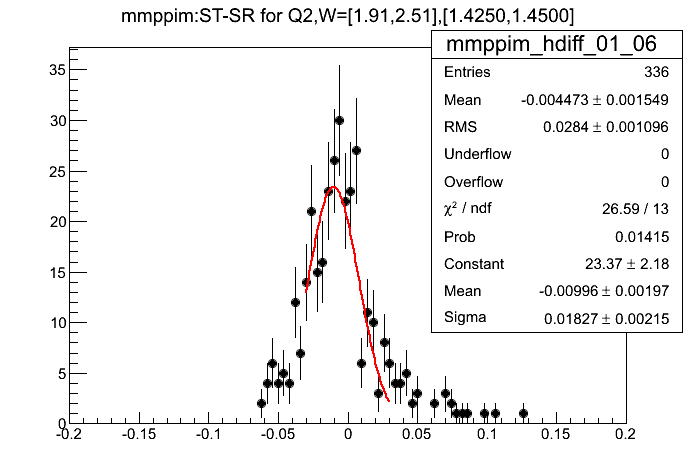 mmppim:ST-SR for Q2,W=[1.91,2.51],[1.4250,1.4500]
mmppim_hdiff_01_06
Entries 336
Mean -0.004473 ± 0.001549
RMS 0.0284 ± 0.001096
Underflow 0
Overflow 0
χ² / ndf 26.59 / 13
Prob 0.01415
Constant 23.37 ± 2.18
Mean -0.00996 ± 0.00197
Sigma 0.01827 ± 0.00215
35
30
25
20
15
10
5
0
-0.2 -0.15 -0.1 -0.05 0 0.05 0.1 0.15 0.2